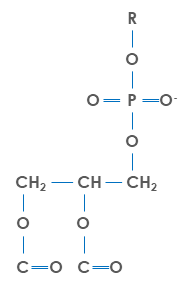 R
O
O = P = O-
O
CH2 — CH — CH2
O O
C=O C=O